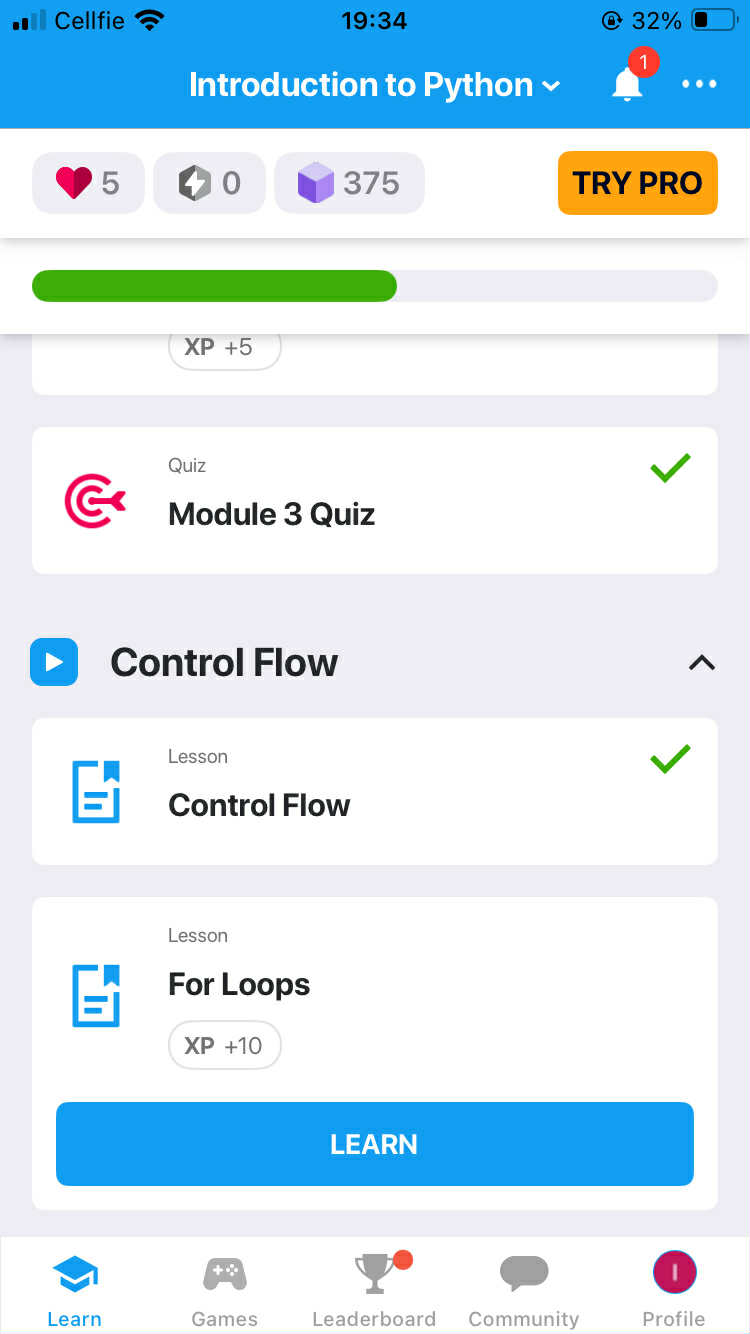 Cellfie 19:34 32%
Introduction to Python 1
5 0 375 TRY PRO
XP +5
Quiz
Module 3 Quiz
Control Flow
Lesson
Control Flow
Lesson
For Loops
XP +10
LEARN
I
Learn Games Leaderboard Community Profile